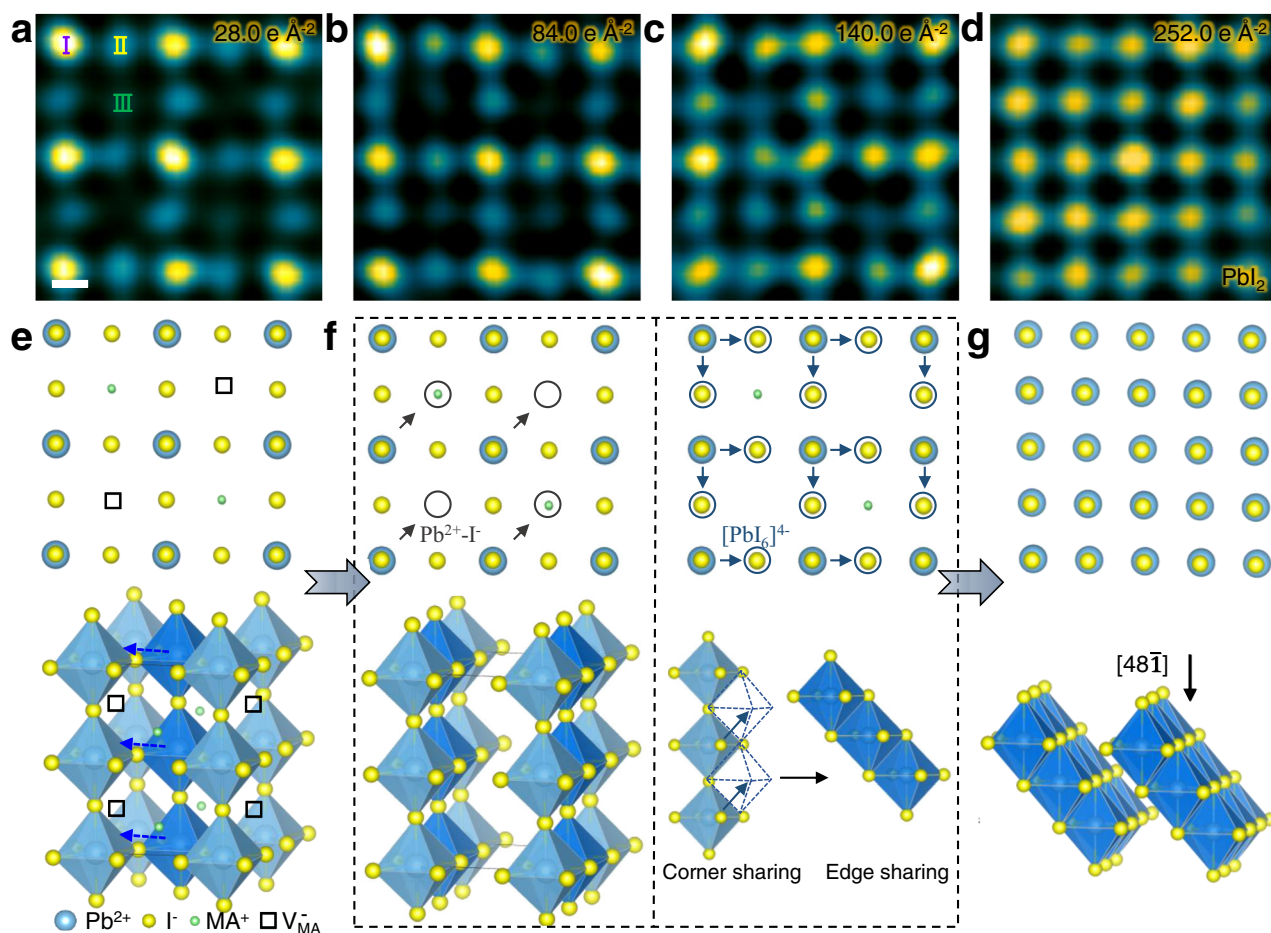 a
I
II
28.0 e Å⁻²
III
b
84.0 e Å⁻²
c
140.0 e Å⁻²
d
252.0 e Å⁻²
PbI₂
e
f
Pb²⁺-I⁻
[PbI₆]⁴⁻
g
[481̄]
Corner sharing
Edge sharing
Pb²⁺ I⁻ MA⁺ V⁻MA